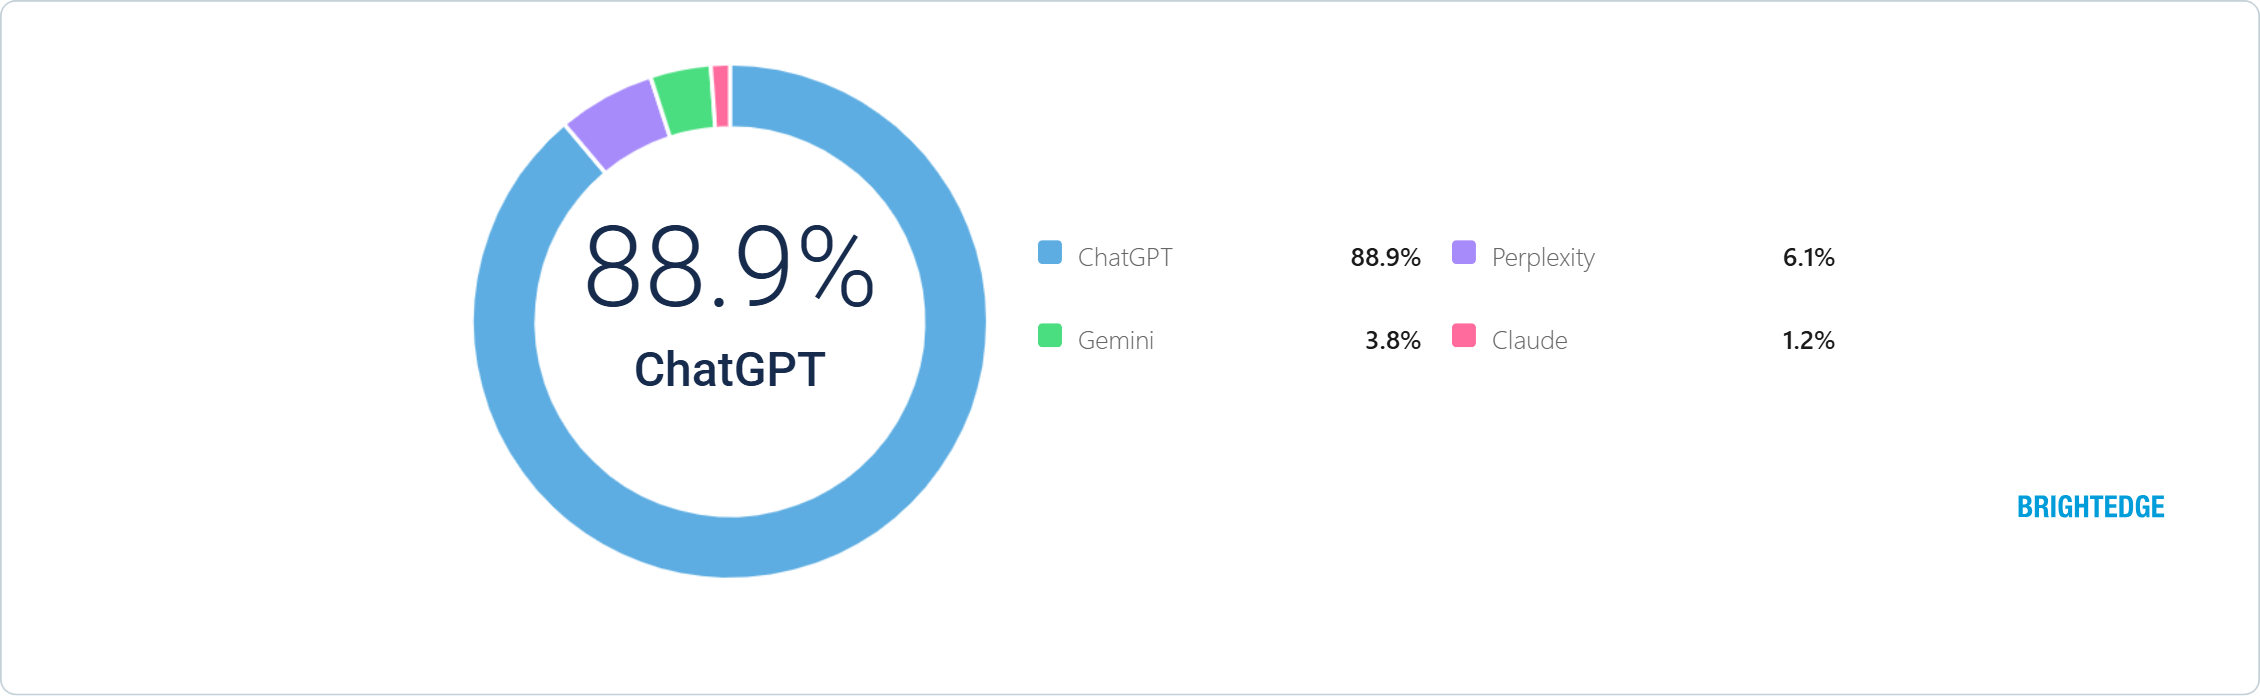 88.9%
ChatGPT
ChatGPT 88.9% Perplexity 6.1%
Gemini 3.8% Claude 1.2%
BRIGHTEDGE